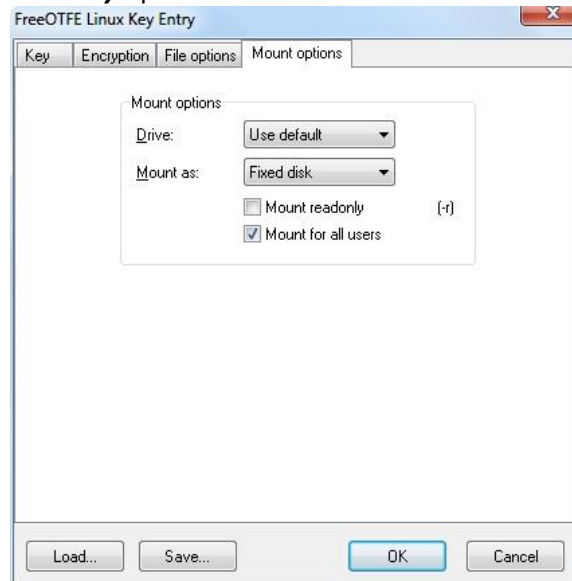 FreeOTFE Linux Key Entry
Key Encryption File options Mount options
Mount options
Drive: Use default
Mount as: Fixed disk
Mount readonly (-r)
Mount for all users
Load... Save... OK Cancel